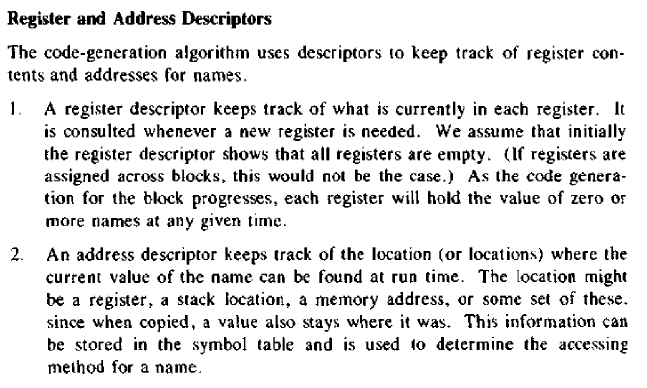 Register and Address Descriptors
The code-generation algorithm uses descriptors to keep track of register con-
tents and addresses for names.
1. A register descriptor keeps track of what is currently in each register. It
is consulted whenever a new register is needed. We assume that initially
the register descriptor shows that all registers are empty. (If registers are
assigned across blocks, this would not be the case.) As the code genera-
tion for the block progresses, each register will hold the value of zero or
more names at any given time.
2. An address descriptor keeps track of the location (or locations) where the
current value of the name can be found at run time. The location might
be a register, a stack location, a memory address, or some set of these.
since when copied, a value also stays where it was. This information can
be stored in the symbol table and is used to determine the accessing
method for a name.